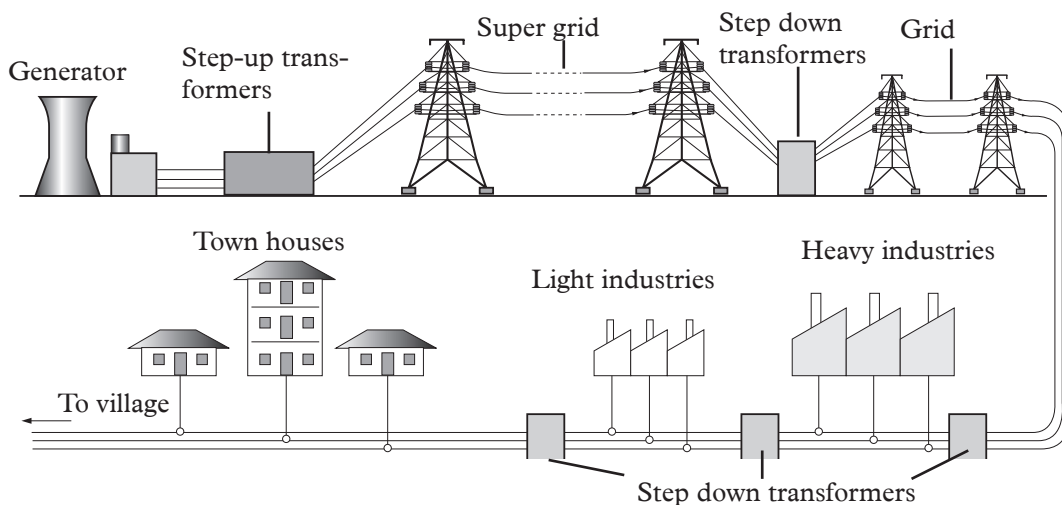 Generator
Step-up trans-
formers
Super grid
Step down
transformers
Grid
Town houses
Light industries
Heavy industries
To village
Step down transformers